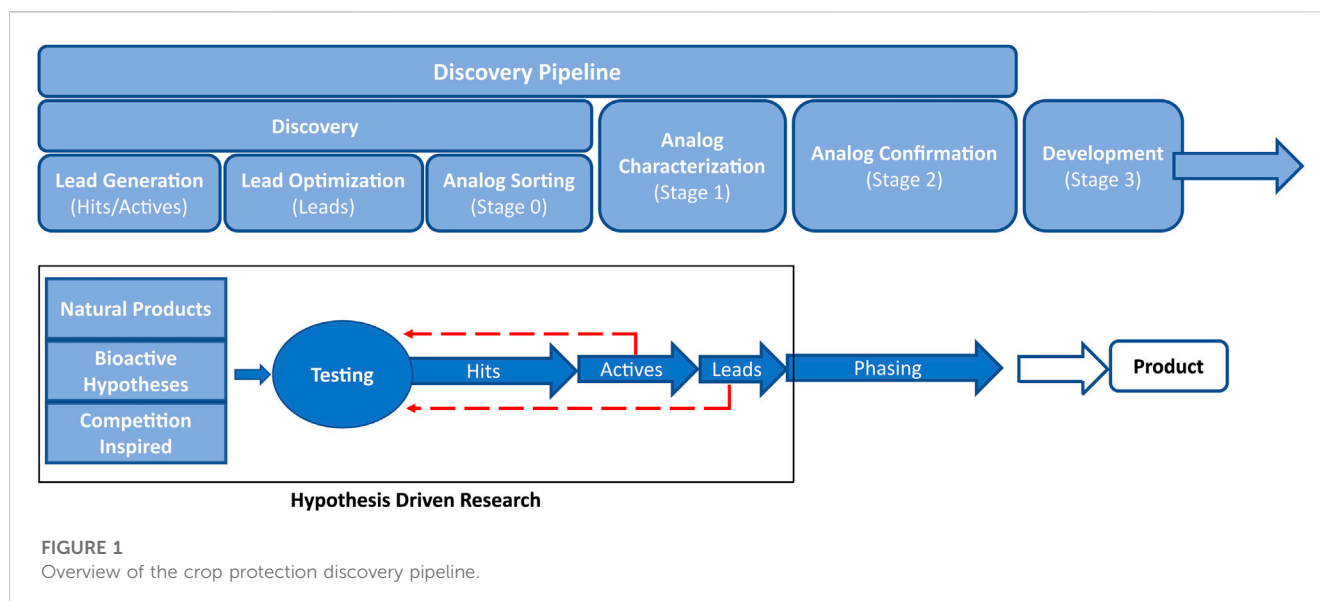 Discovery Pipeline
Discovery
Lead Generation
(Hits/Actives)
Lead Optimization
(Leads)
Analog Sorting
(Stage 0)
Analog
Characterization
(Stage 1)
Analog Confirmation
(Stage 2)
Development
(Stage 3)
Natural Products
Bioactive
Hypotheses
Competition
Inspired
Testing
Hits
Actives
Leads
Phasing
Product
Hypothesis Driven Research
FIGURE 1
Overview of the crop protection discovery pipeline.